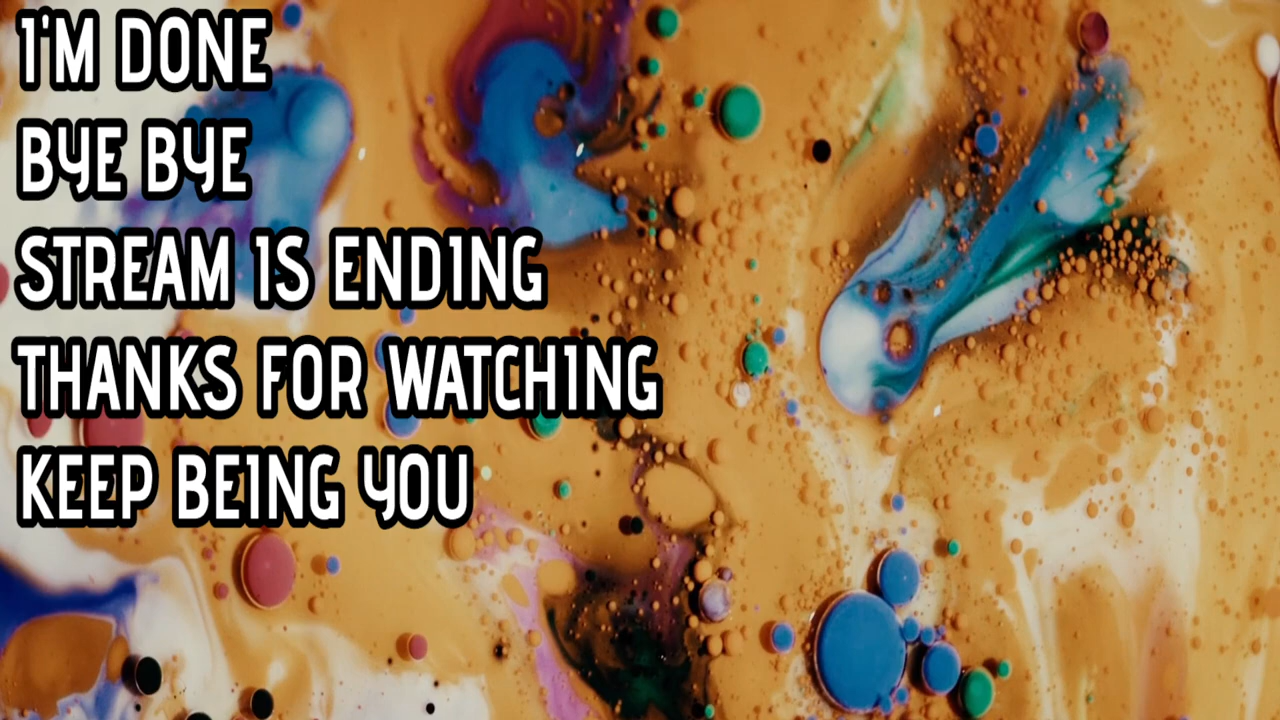 I'M DONE
BYE BYE
STREAM IS ENDING
THANKS FOR WATCHING
KEEP BEING YOU